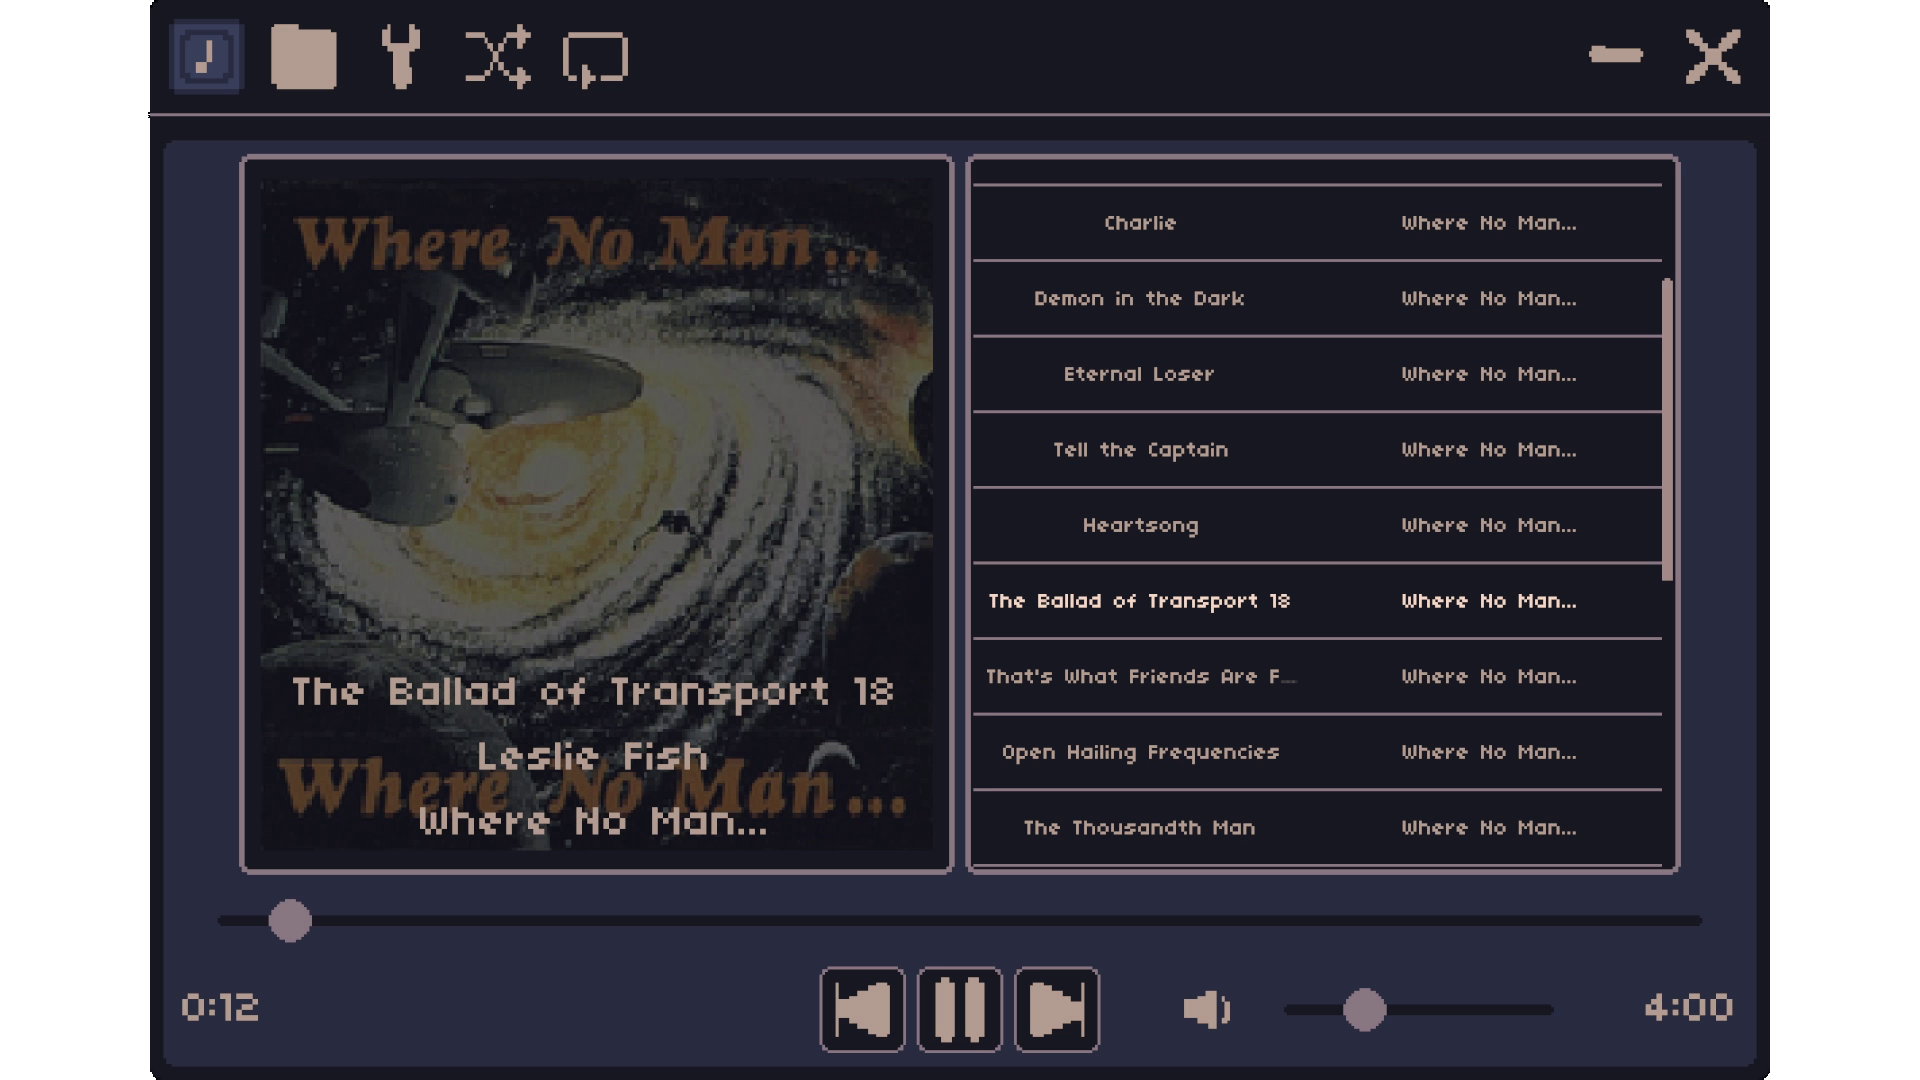 Where No Man...
The Ballad of Transport 18
Leslie Fish
Where No Man...
Where No Man...
Charlie Where No Man...
Demon in the Dark Where No Man...
Eternal Loser Where No Man...
Tell the Captain Where No Man...
Heartsong Where No Man...
The Ballad of Transport 18 Where No Man...
That's What Friends Are F... Where No Man...
Open Hailing Frequencies Where No Man...
The Thousandth Man Where No Man...
0:12
4:00